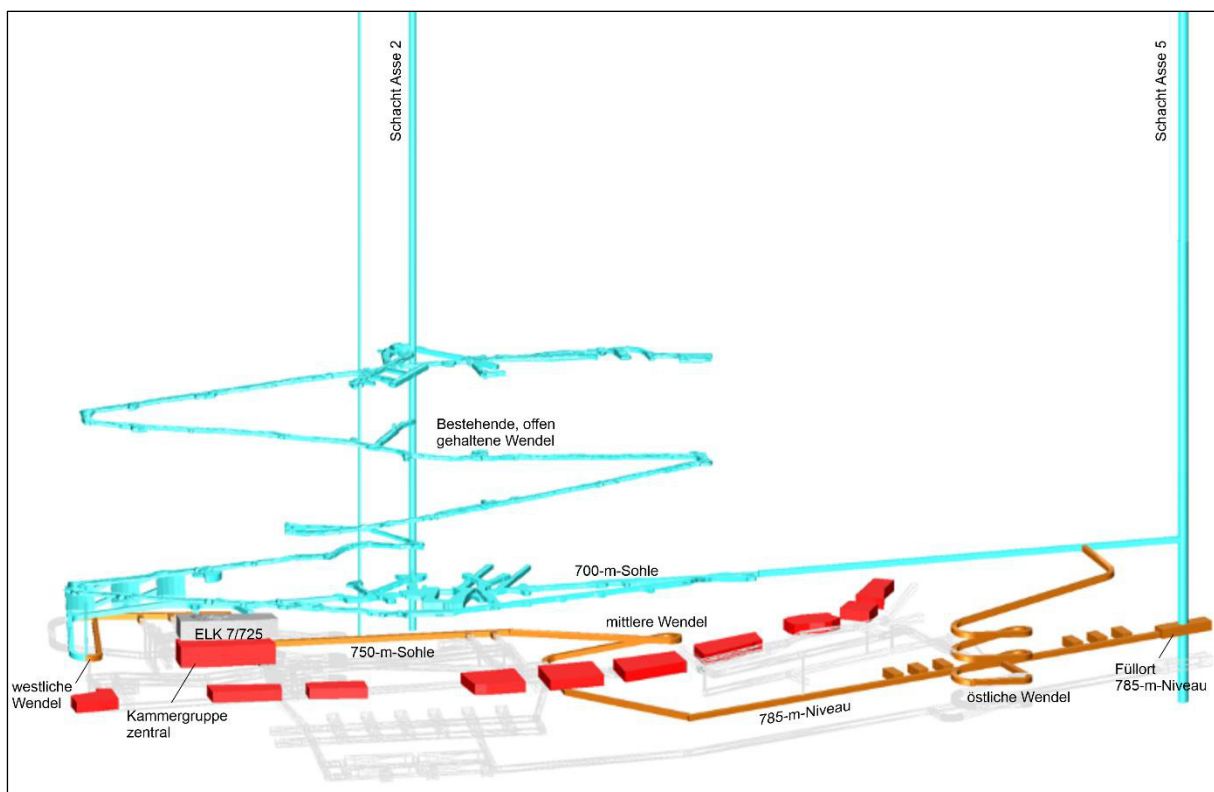 Schacht Asse 2
Schacht Asse 5
Bestehende, offen
gehaltene Wendel
700-m-Sohle
mittlere Wendel
ELK 7/725
750-m-Sohle
westliche
Wendel
Kammergruppe
zentral
785-m-Niveau
östliche Wendel
Füllort
785-m-Niveau